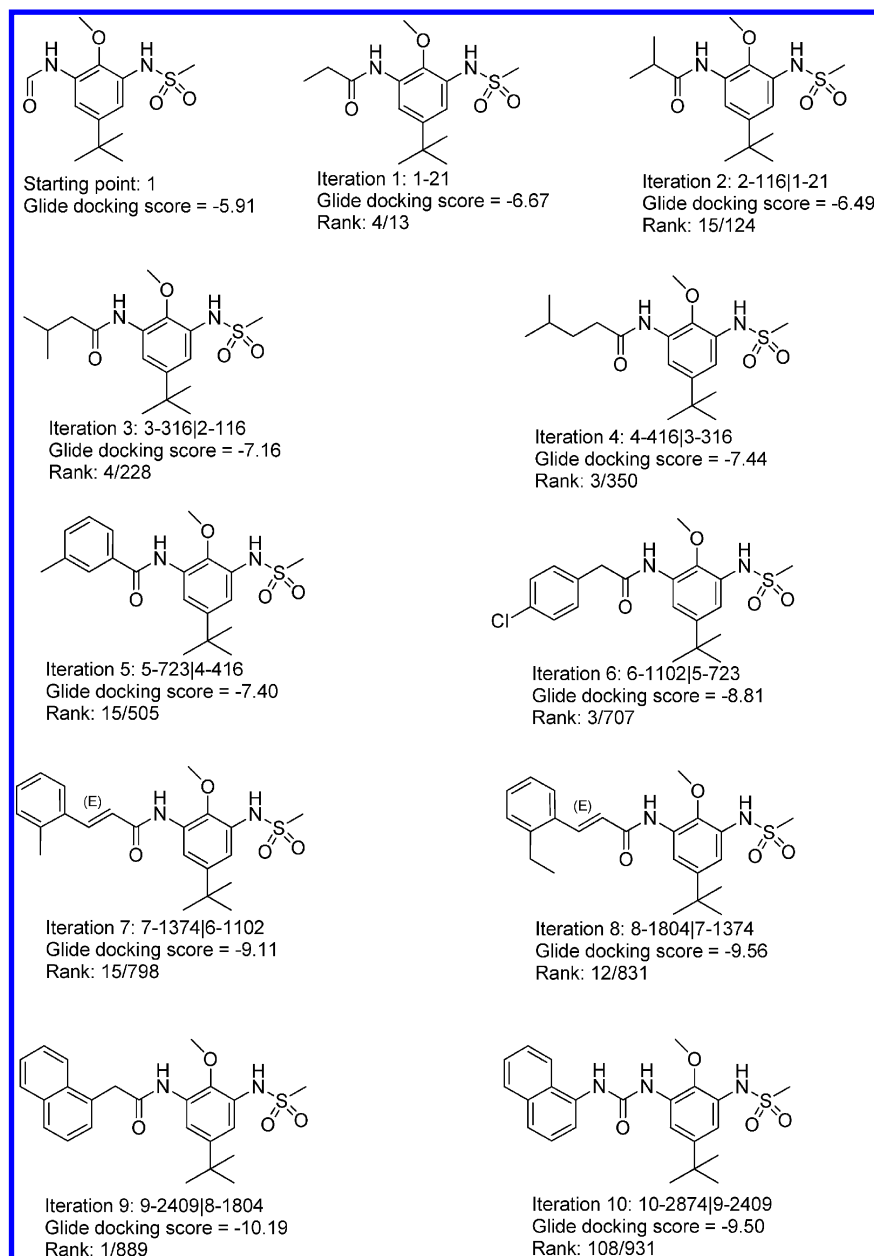 Starting point: 1
Glide docking score = -5.91
Iteration 1: 1-21
Glide docking score = -6.67
Rank: 4/13
Iteration 2: 2-116|1-21
Glide docking score = -6.49
Rank: 15/124
Iteration 3: 3-316|2-116
Glide docking score = -7.16
Rank: 4/228
Iteration 4: 4-416|3-316
Glide docking score = -7.44
Rank: 3/350
Iteration 5: 5-723|4-416
Glide docking score = -7.40
Rank: 15/505
Cl
Iteration 6: 6-1102|5-723
Glide docking score = -8.81
Rank: 3/707
(E)
Iteration 7: 7-1374|6-1102
Glide docking score = -9.11
Rank: 15/798
(E)
Iteration 8: 8-1804|7-1374
Glide docking score = -9.56
Rank: 12/831
Iteration 9: 9-2409|8-1804
Glide docking score = -10.19
Rank: 1/889
Iteration 10: 10-2874|9-2409
Glide docking score = -9.50
Rank: 108/931